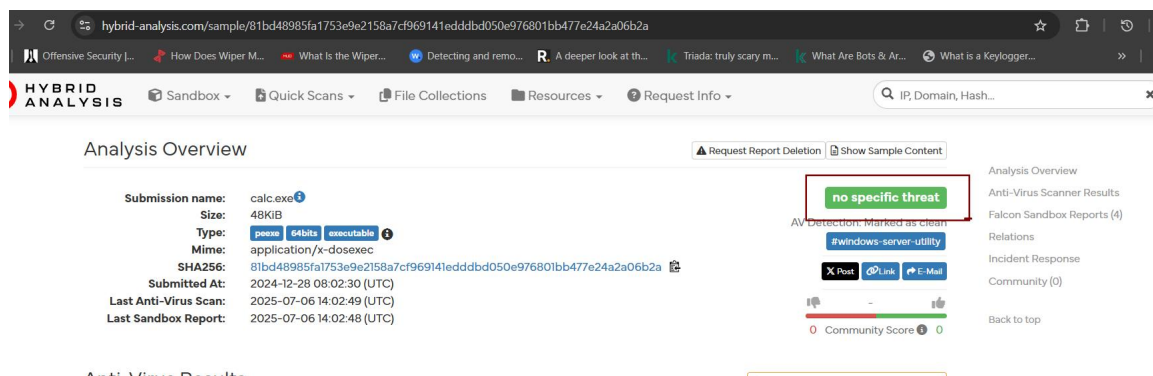 hybrid-analysis.com/sample/81bd48985fa1753e9e2158a7cf969141edddbd050e976801bb477e24a2a06b2a
Offensive Security |... How Does Wiper M... What Is the Wiper... Detecting and remo... A deeper look at th... Triada: truly scary m... What Are Bots & Ar... What is a Keylogger... »
HYBRID
ANALYSIS
Sandbox Quick Scans File Collections Resources Request Info IP, Domain, Hash...
Analysis Overview
Request Report Deletion Show Sample Content
Submission name: calc.exe
Size: 48KiB
Type: peexe 64bits executable
Mime: application/x-dosexec
SHA256: 81bd48985fa1753e9e2158a7cf969141edddbd050e976801bb477e24a2a06b2a
Submitted At: 2024-12-28 08:02:30 (UTC)
Last Anti-Virus Scan: 2025-07-06 14:02:49 (UTC)
Last Sandbox Report: 2025-07-06 14:02:48 (UTC)
no specific threat
AV Detection: Marked as clean
#windows-server-utility
X Post Link E-Mail
-
0 Community Score 0
Analysis Overview
Anti-Virus Scanner Results
Falcon Sandbox Reports (4)
Relations
Incident Response
Community (0)
Back to top